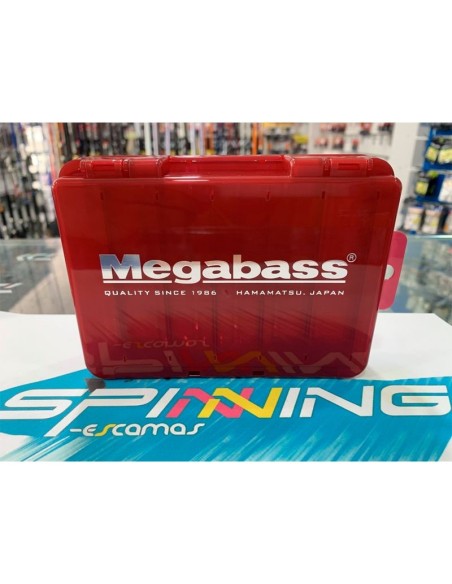 Megabass®
QUALITY SINCE 1986 HAMAMATSU, JAPAN
SPINNING
-escamas